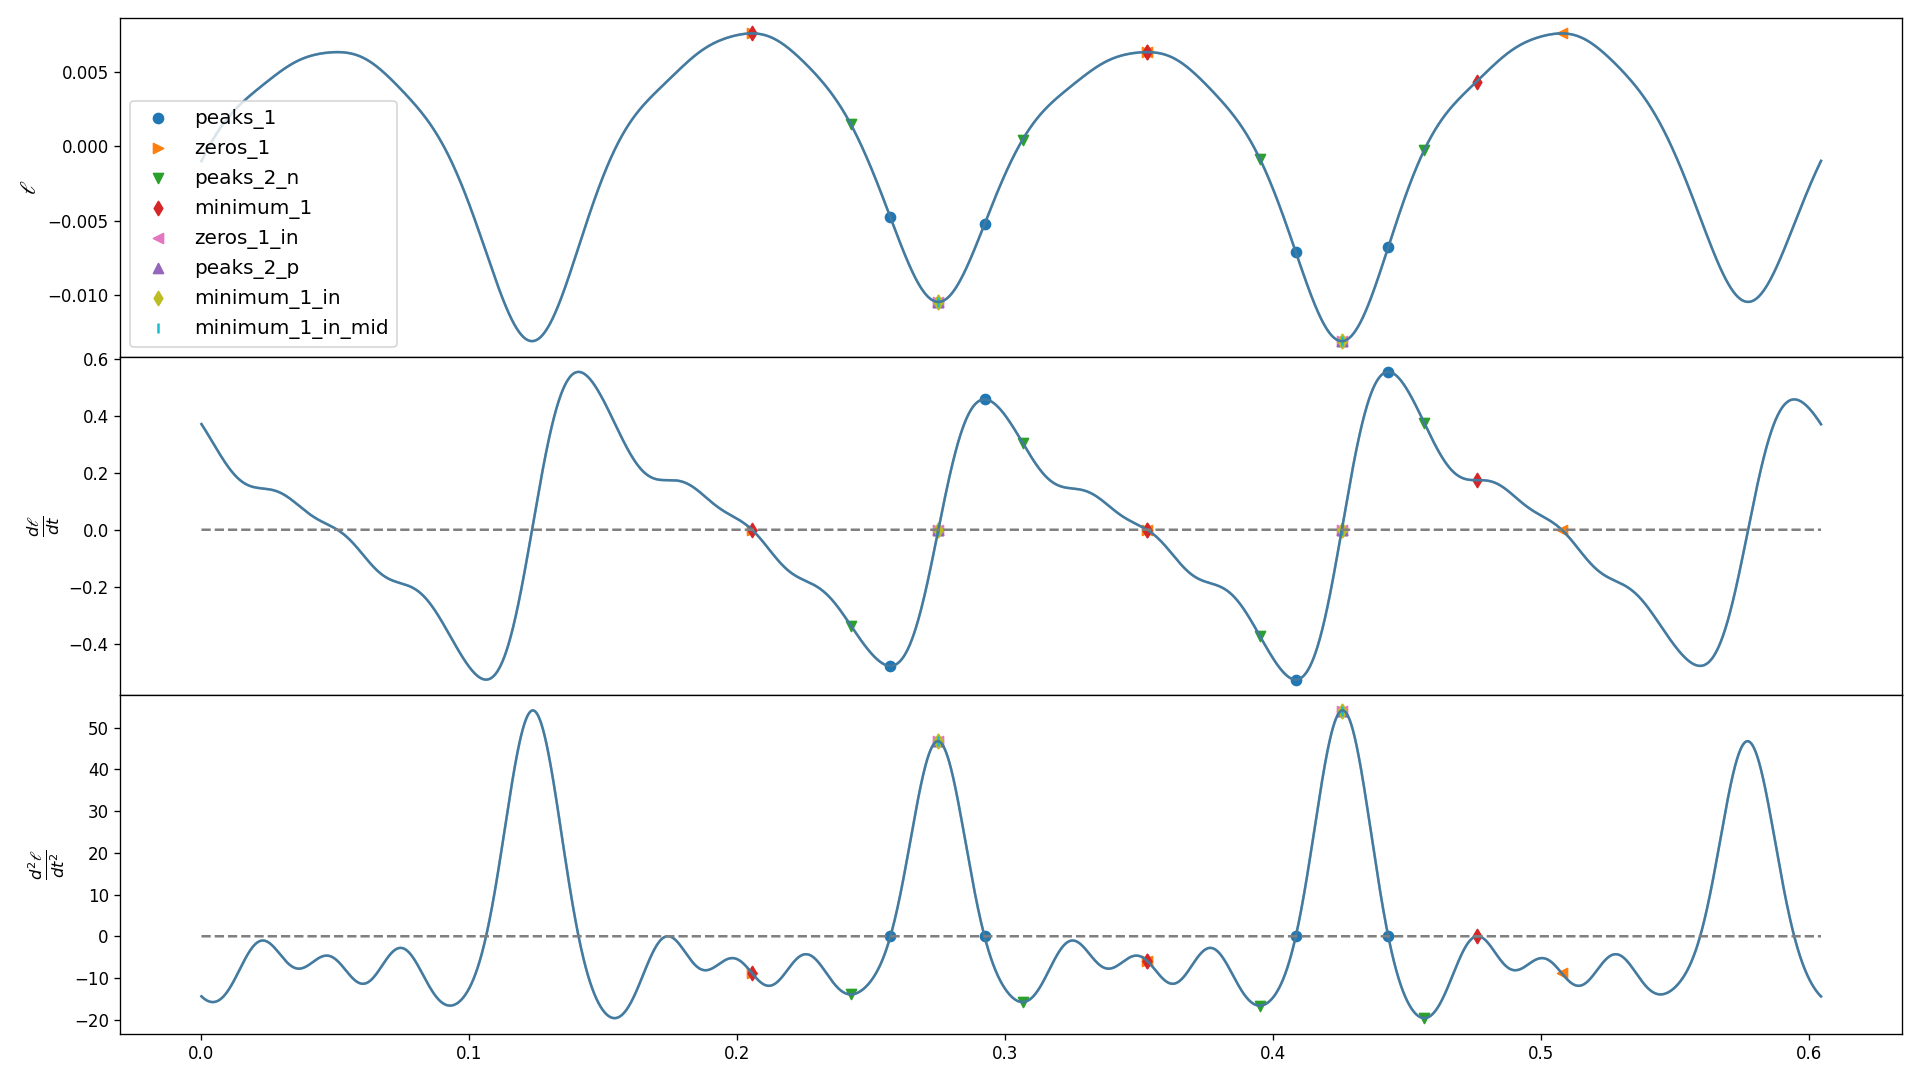 0.005
0.000
−0.005
−0.010
ℓ
peaks_1
zeros_1
peaks_2_n
minimum_1
zeros_1_in
peaks_2_p
minimum_1_in
minimum_1_in_mid
0.6
0.4
0.2
0.0
−0.2
−0.4
dℓ
dt
50
40
30
20
10
0
−10
−20
d²ℓ
dt²
0.0 0.1 0.2 0.3 0.4 0.5 0.6